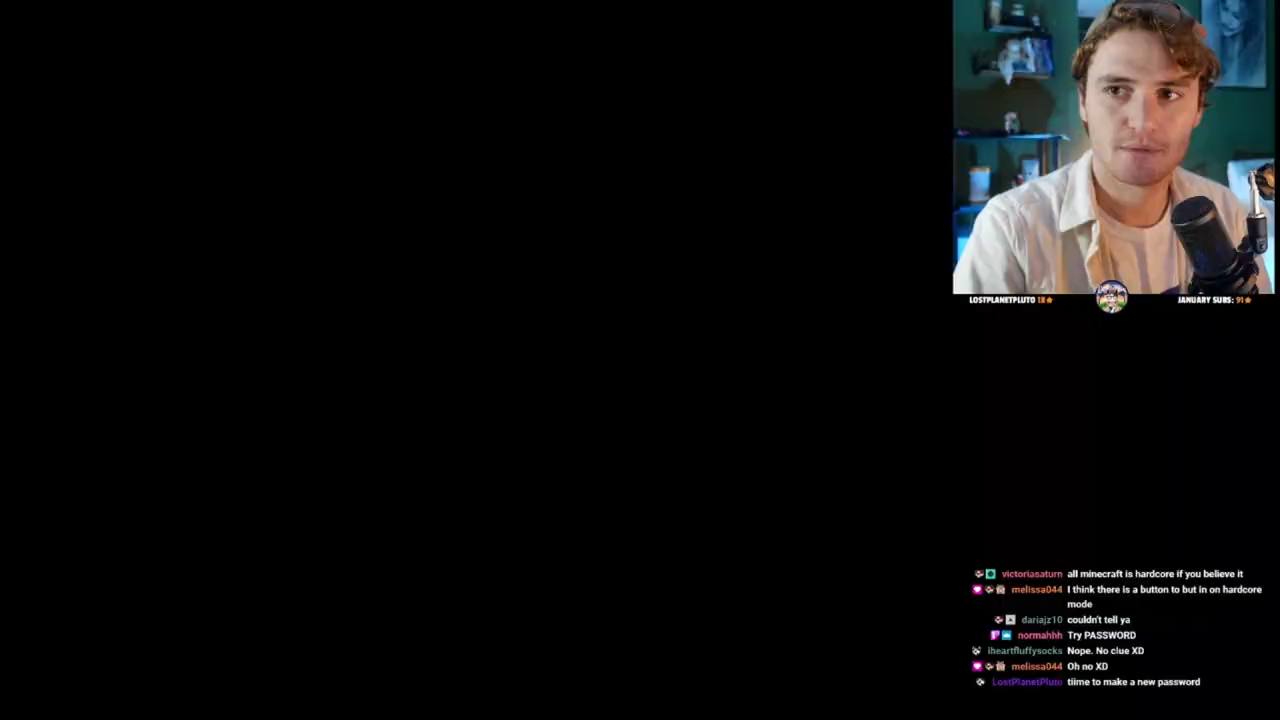 LOSTPLANETPLUTO 18
JANUARY SUBS: 91
victoriasaturn all minecraft is hardcore if you believe it
melissa044 I think there is a button to but in on hardcore
mode
dariajz10 couldn't tell ya
normahhh Try PASSWORD
iheartfluffysocks Nope. No clue XD
melissa044 Oh no XD
LostPlanetPluto tiime to make a new password